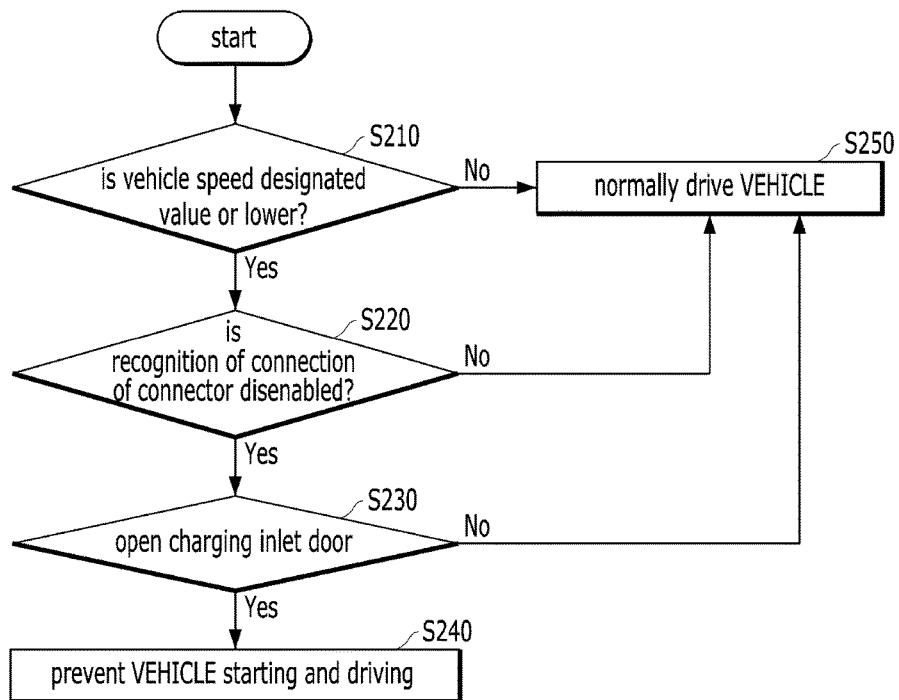 start
S210
is vehicle speed designated
value or lower?
No
S250
normally drive VEHICLE
Yes
S220
is
recognition of connection
of connector disenabled?
No
Yes
S230
open charging inlet door
No
Yes
S240
prevent VEHICLE starting and driving